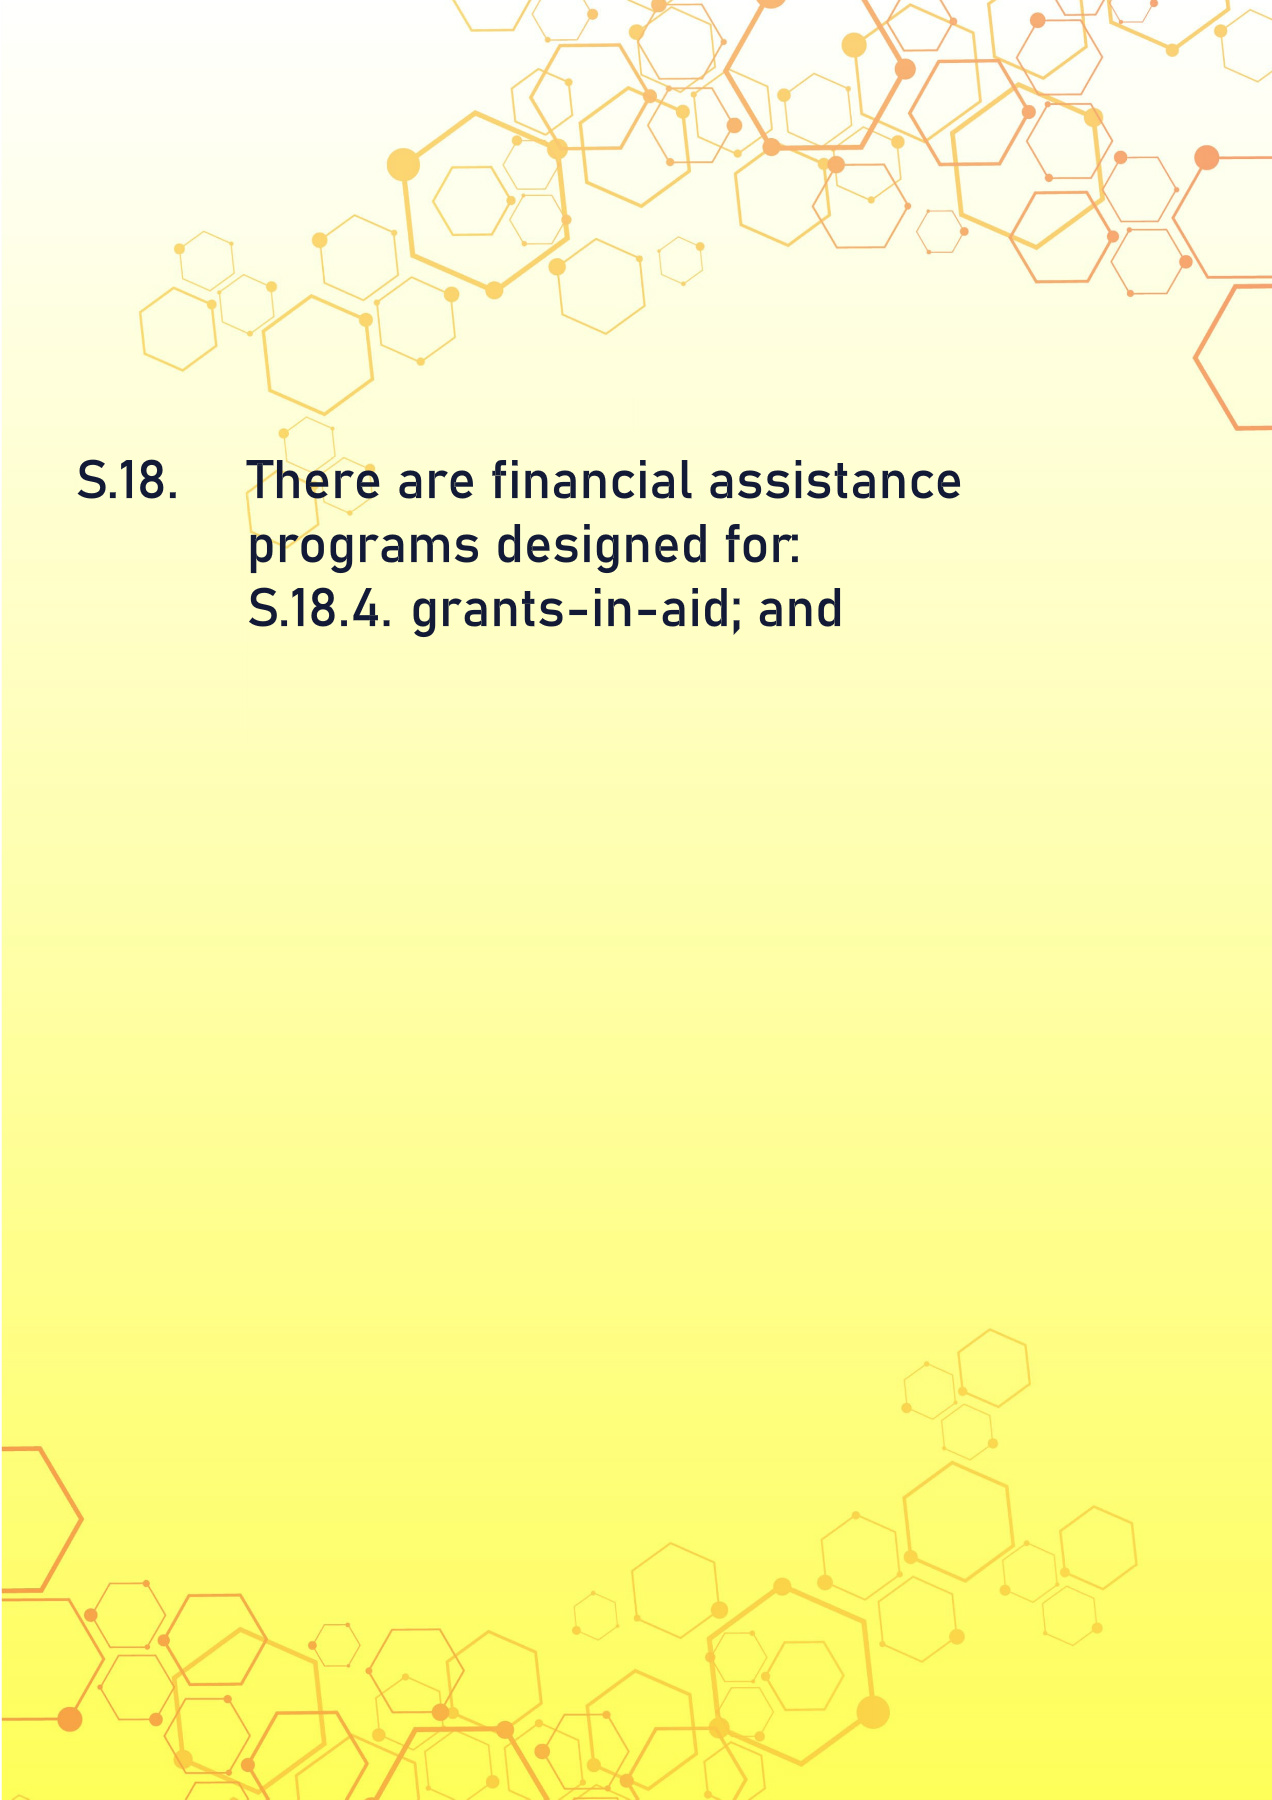 S.18. There are financial assistance
programs designed for:
S.18.4. grants-in-aid; and